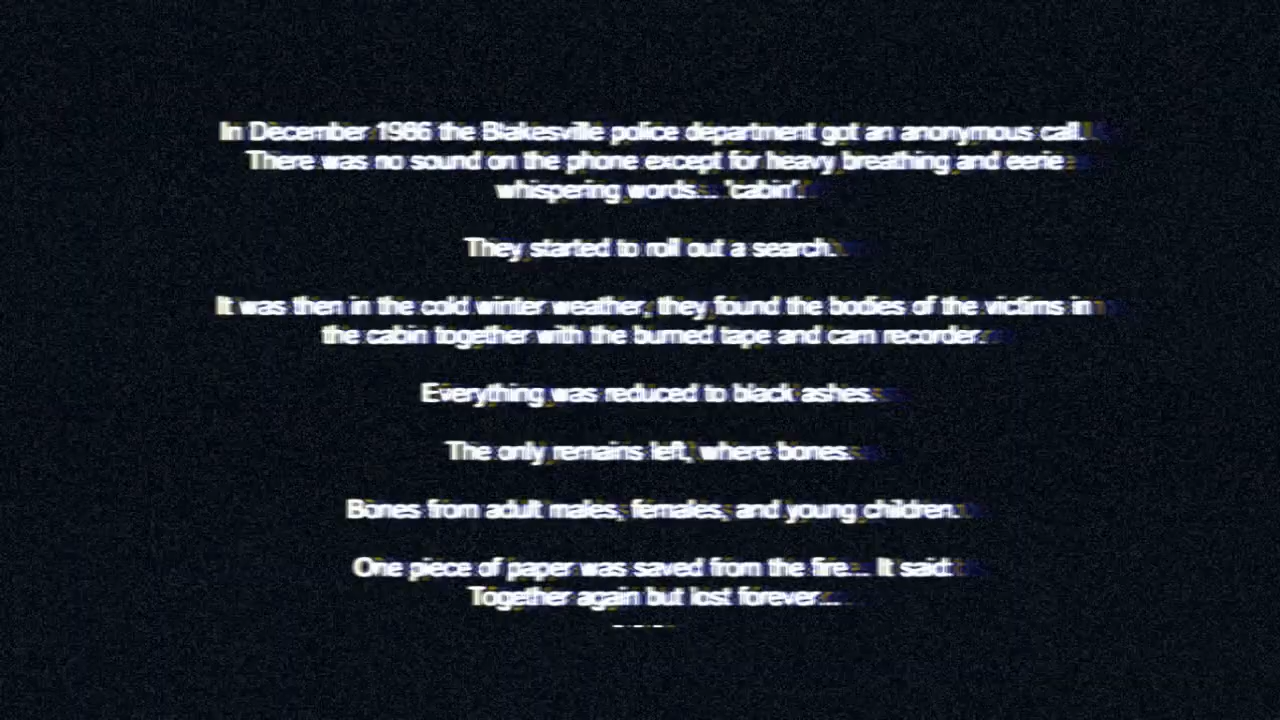 In December 1986 the Blakesville police department got an anonymous call.
There was no sound on the phone except for heavy breathing and eerie
whispering words... 'cabin'.
They started to roll out a search.
It was then in the cold winter weather, they found the bodies of the victims in
the cabin together with the burned tape and cam recorder.
Everything was reduced to black ashes.
The only remains left, where bones.
Bones from adult males, females, and young children.
One piece of paper was saved from the fire... It said:
Together again but lost forever...
----